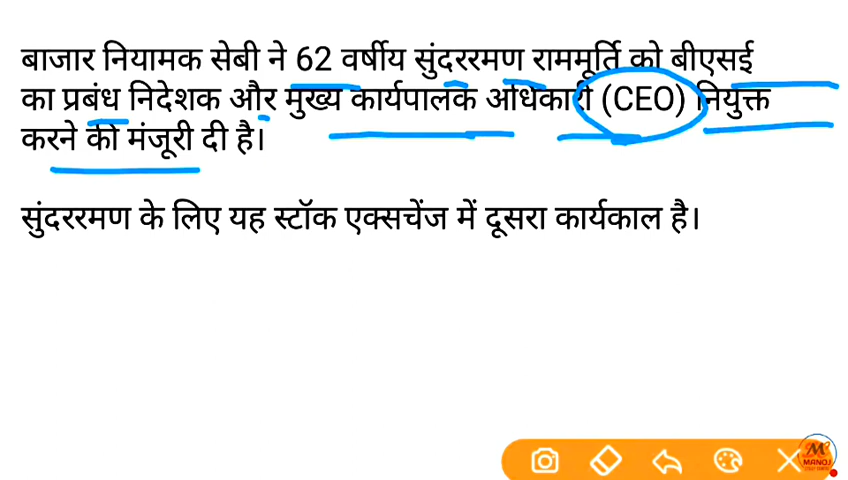 बाजार नियामक सेबी ने 62 वर्षीय सुंदररमण राममूर्ति को बीएसई
का प्रबंध निदेशक और मुख्य कार्यपालक अधिकारी (CEO) नियुक्त
करने की मंजूरी दी है।
सुंदररमण के लिए यह स्टॉक एक्सचेंज में दूसरा कार्यकाल है।
MANOJ